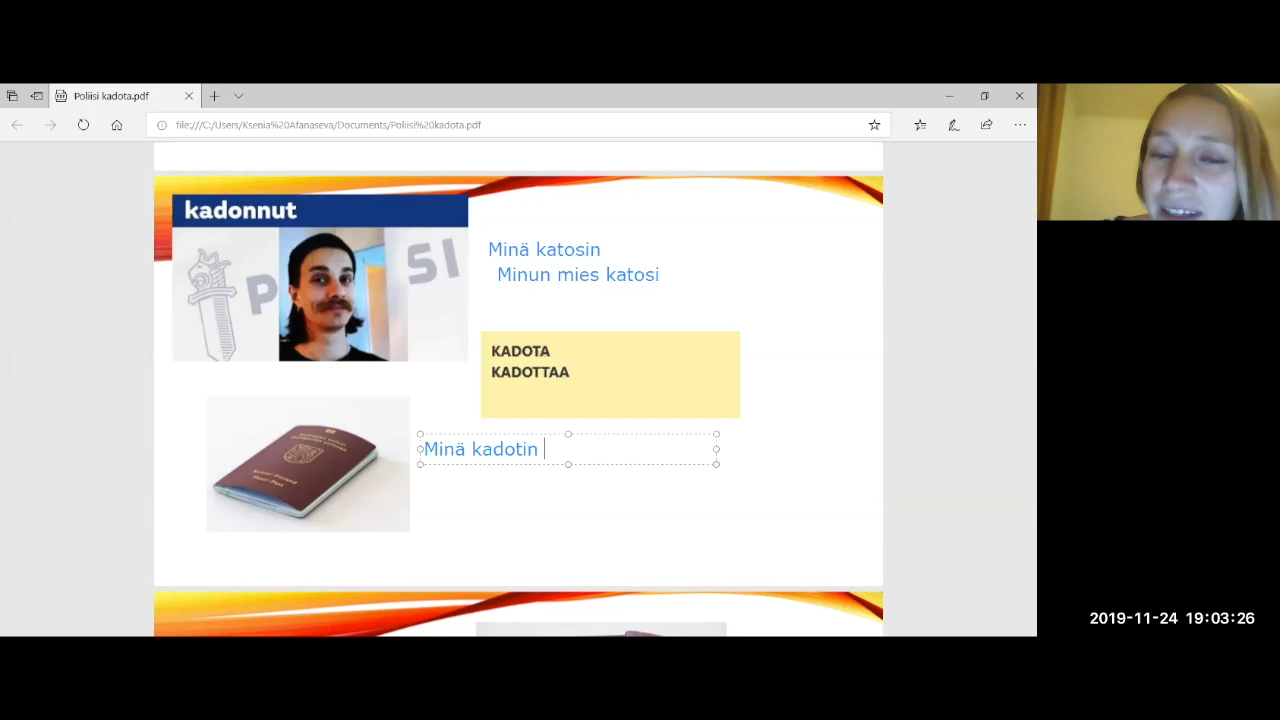 Poliisi kadota.pdf
file:///C:/Users/Ksenia%20Afanaseva/Documents/Poliisi%20kadota.pdf
kadonnut
P SI
Minä katosin
Minun mies katosi
KADOTA
KADOTTAA
Minä kadotin
2019-11-24 19:03:26